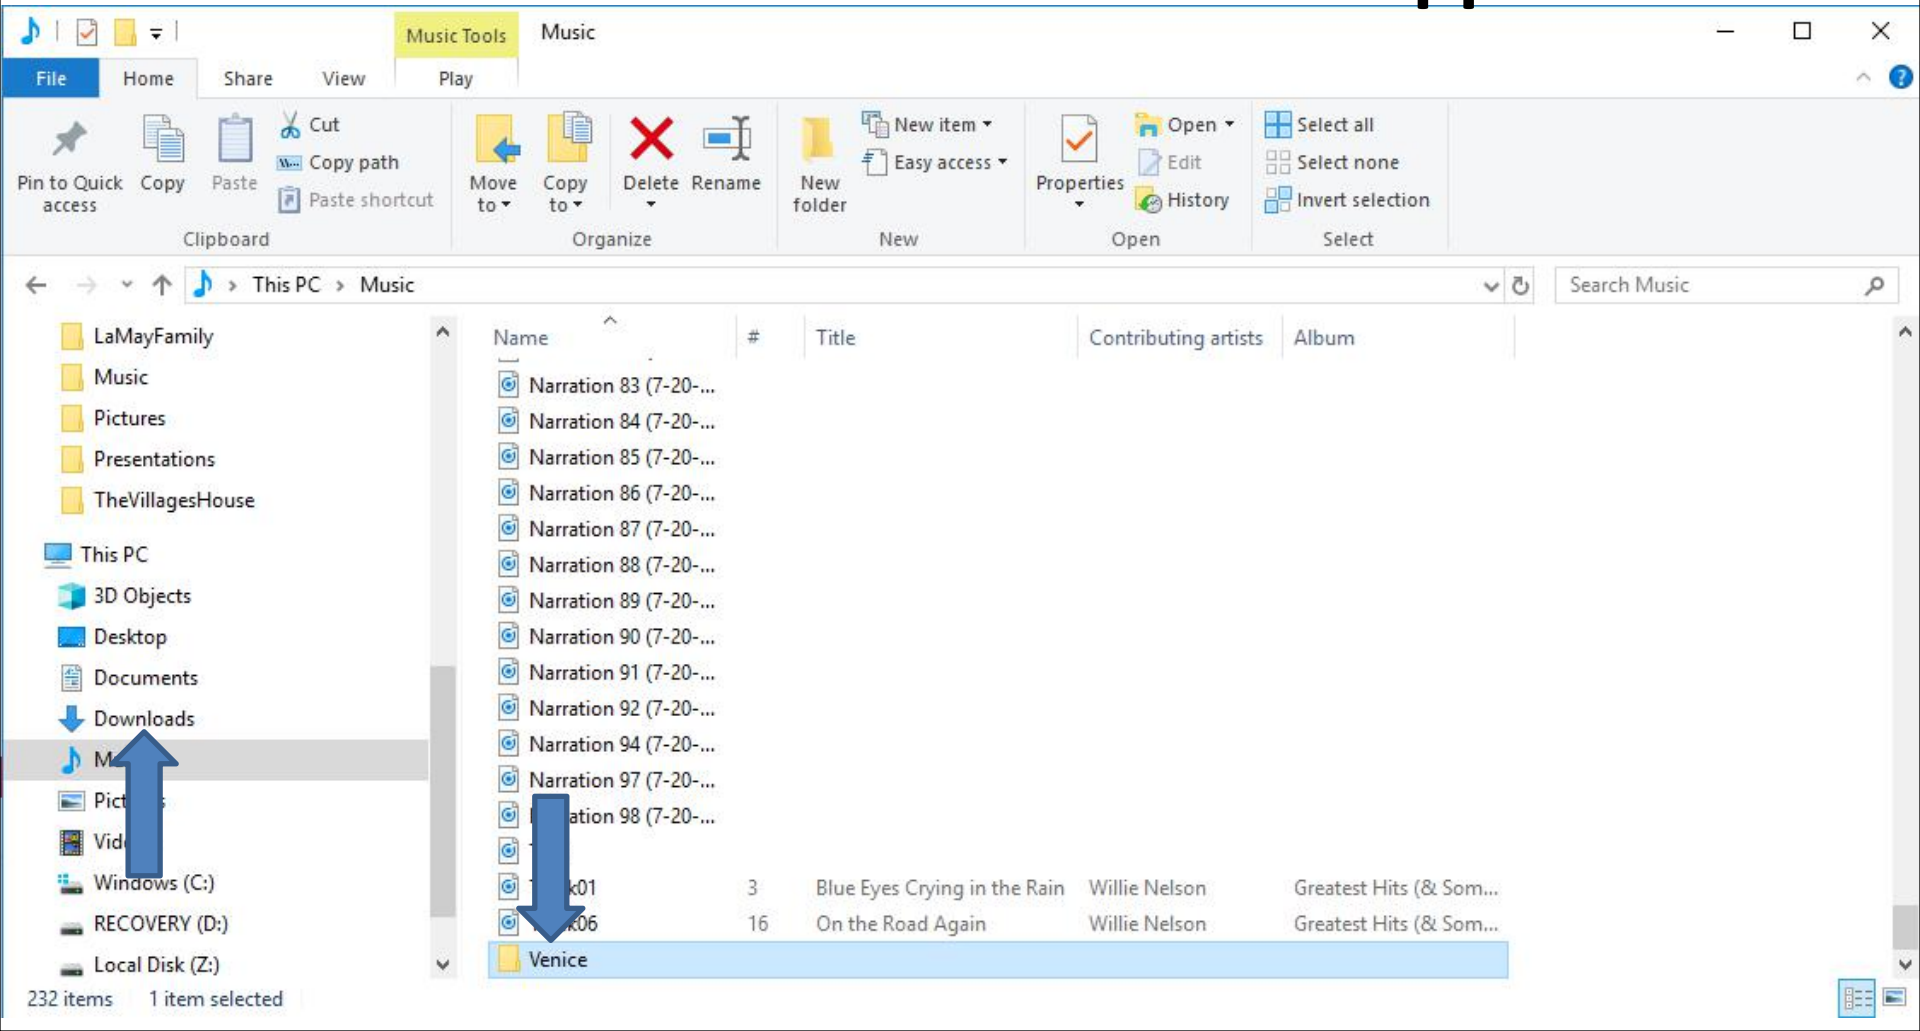 Music Tools Music
File Home Share View Play
Pin to Quick access
Copy
Paste
Cut
Copy path
Paste shortcut
Clipboard
Move to
Copy to
Delete
Rename
Organize
New folder
New item
Easy access
New
Properties
Open
Edit
History
Open
Select all
Select none
Invert selection
Select
This PC > Music
Search Music
LaMayFamily
Music
Pictures
Presentations
TheVillagesHouse
This PC
3D Objects
Desktop
Documents
Downloads
Windows (C:)
RECOVERY (D:)
Local Disk (Z:)
Name # Title Contributing artists Album
Narration 83 (7-20-...
Narration 84 (7-20-...
Narration 85 (7-20-...
Narration 86 (7-20-...
Narration 87 (7-20-...
Narration 88 (7-20-...
Narration 89 (7-20-...
Narration 90 (7-20-...
Narration 91 (7-20-...
Narration 92 (7-20-...
Narration 94 (7-20-...
Narration 97 (7-20-...
98 (7-20-...
3 Blue Eyes Crying in the Rain Willie Nelson Greatest Hits (& Som...
16 On the Road Again Willie Nelson Greatest Hits (& Som...
Venice
232 items 1 item selected